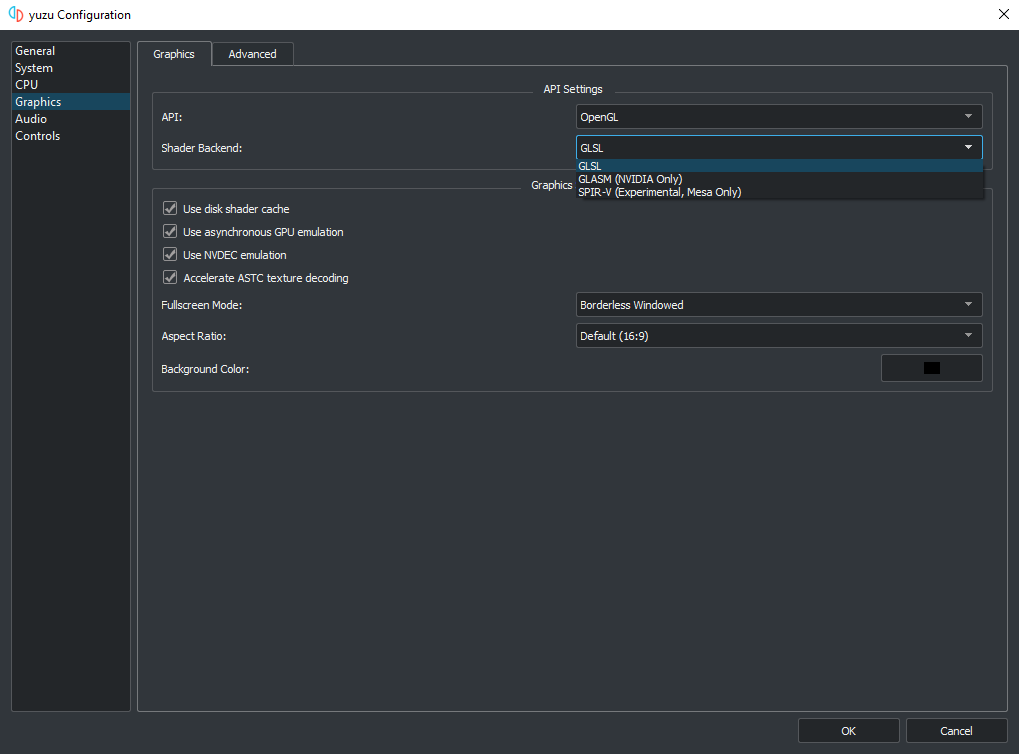 yuzu Configuration
General
System
CPU
Graphics
Audio
Controls
Graphics Advanced
API Settings
API: OpenGL
Shader Backend: GLSL
GLSL
GLASM (NVIDIA Only)
SPIR-V (Experimental, Mesa Only)
Graphics
Use disk shader cache
Use asynchronous GPU emulation
Use NVDEC emulation
Accelerate ASTC texture decoding
Fullscreen Mode: Borderless Windowed
Aspect Ratio: Default (16:9)
Background Color:
OK Cancel